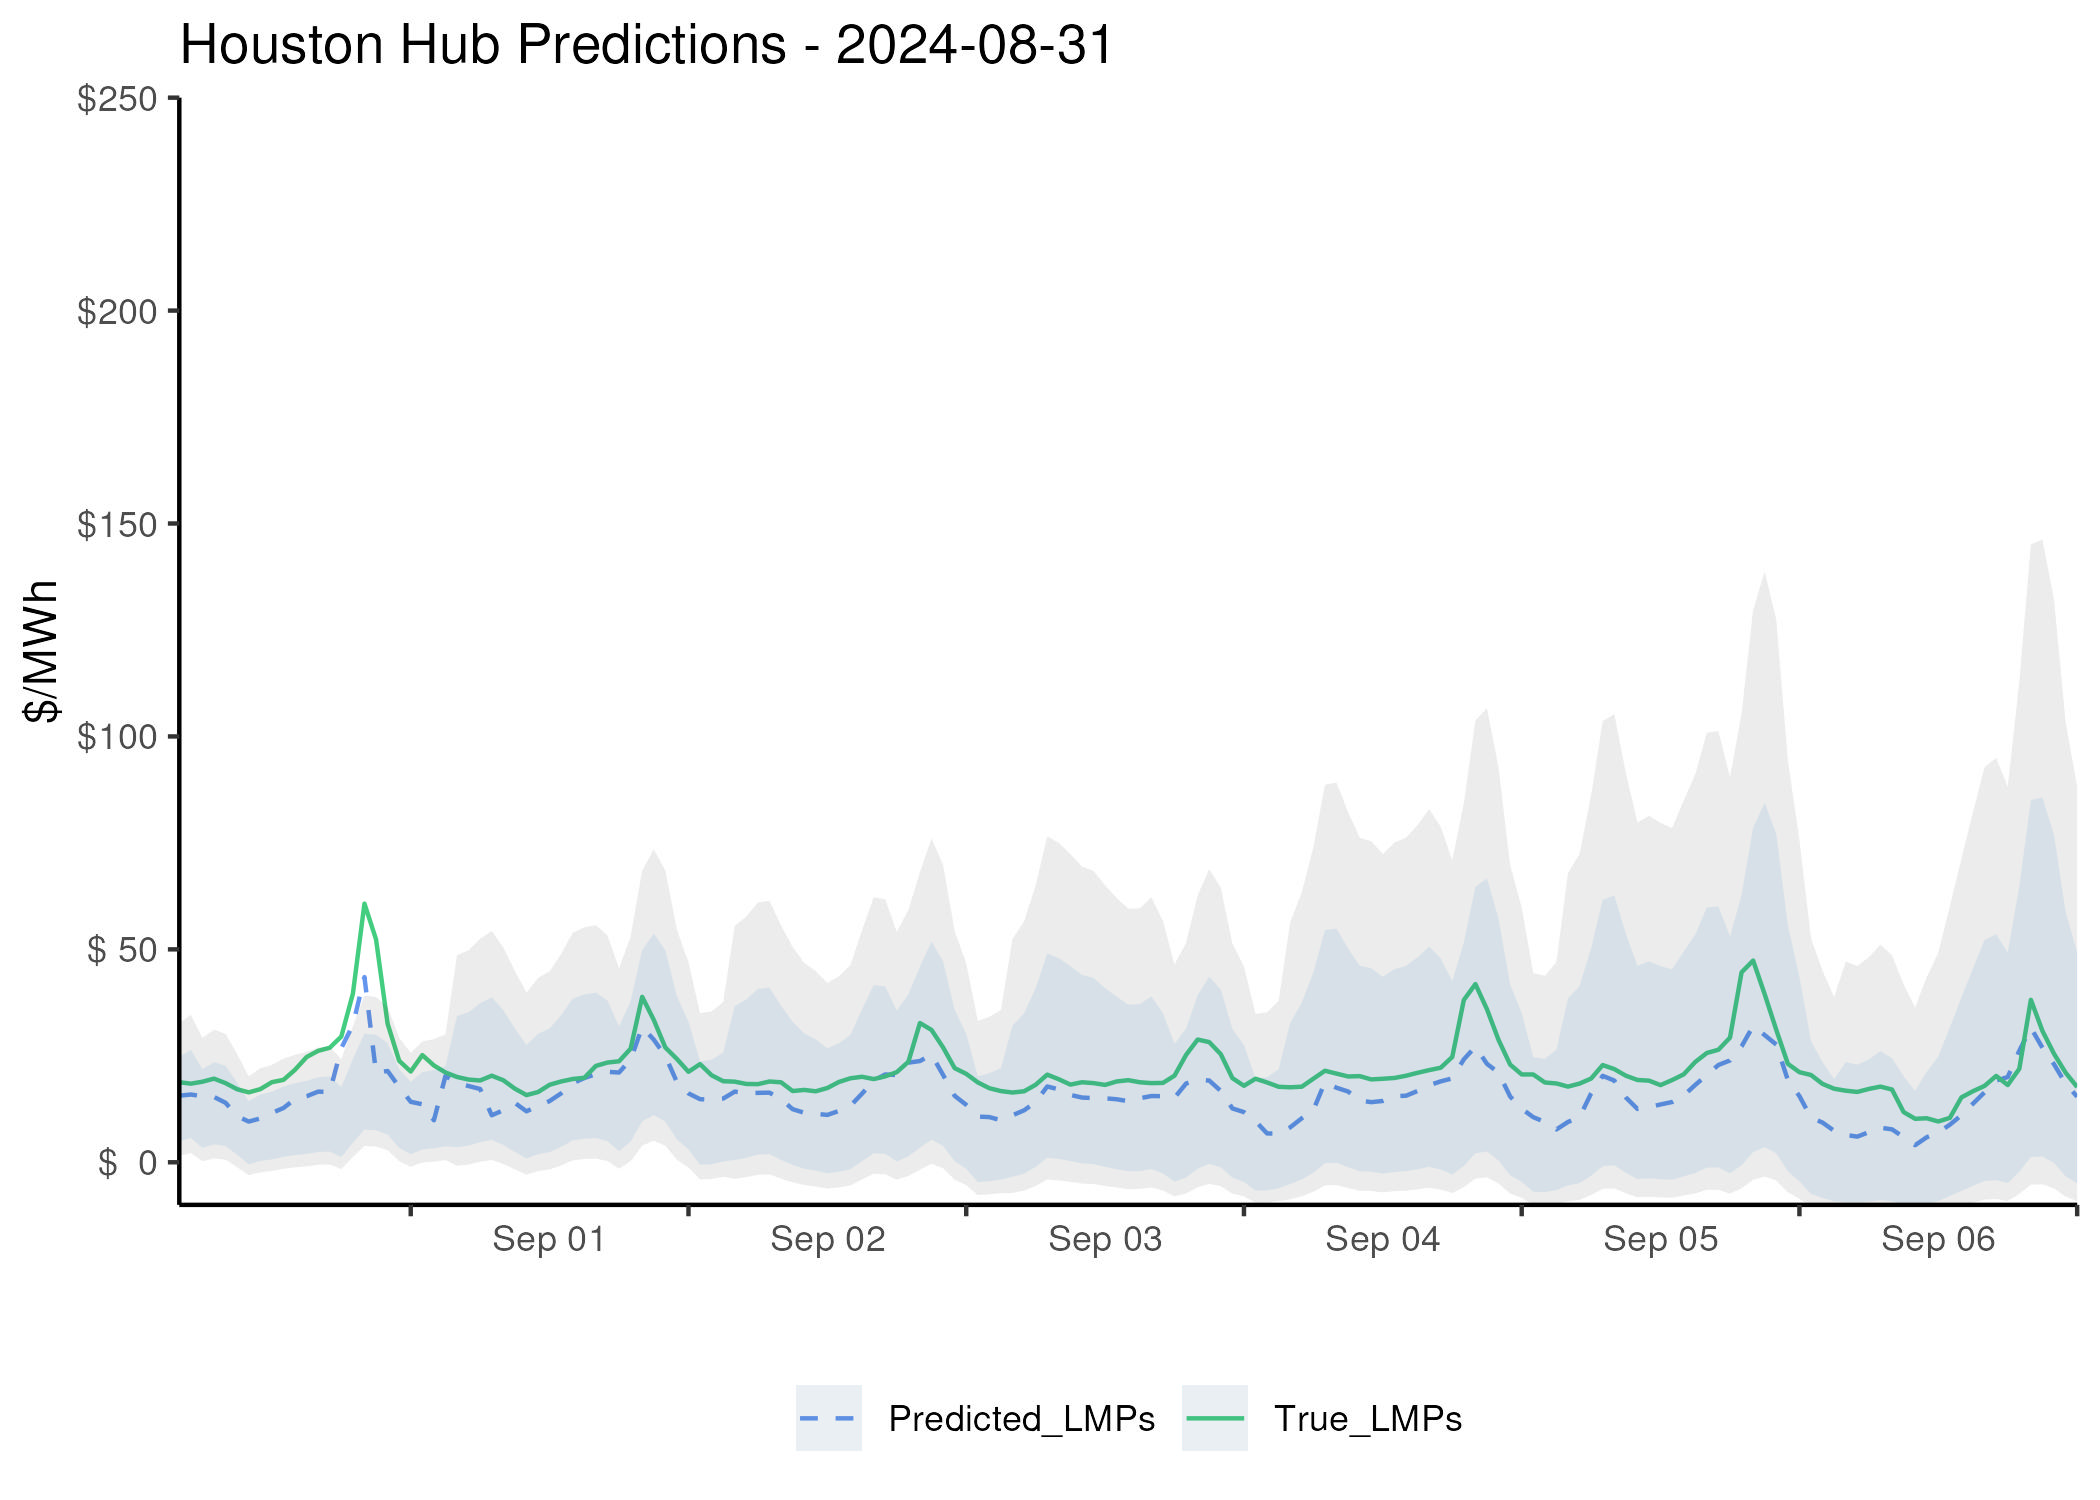 Houston Hub Predictions - 2024-08-31
$250
$200
$150
$100
$ 50
$ 0
$/MWh
Sep 01 Sep 02 Sep 03 Sep 04 Sep 05 Sep 06
Predicted_LMPs True_LMPs